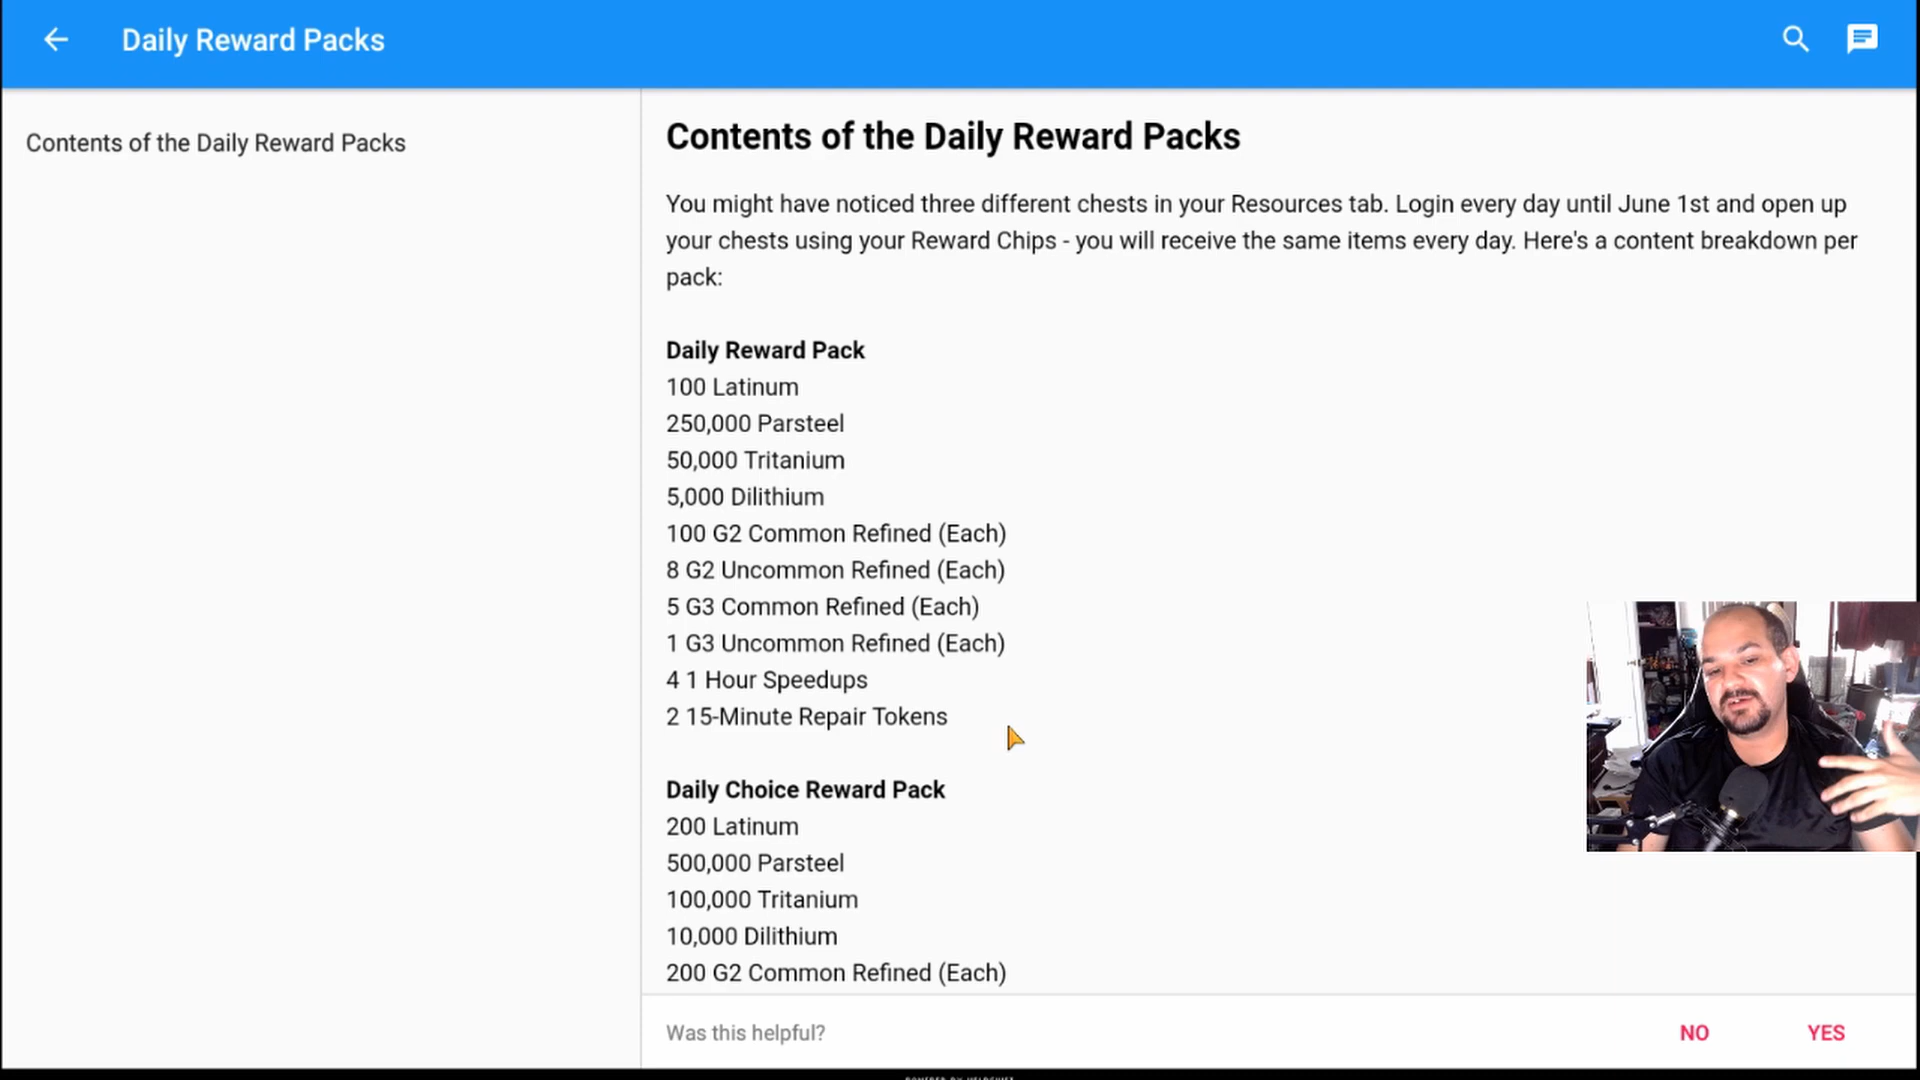 Daily Reward Packs
Contents of the Daily Reward Packs
Contents of the Daily Reward Packs
You might have noticed three different chests in your Resources tab. Login every day until June 1st and open up
your chests using your Reward Chips - you will receive the same items every day. Here's a content breakdown per
pack:
Daily Reward Pack
100 Latinum
250,000 Parsteel
50,000 Tritanium
5,000 Dilithium
100 G2 Common Refined (Each)
8 G2 Uncommon Refined (Each)
5 G3 Common Refined (Each)
1 G3 Uncommon Refined (Each)
4 1 Hour Speedups
2 15-Minute Repair Tokens
Daily Choice Reward Pack
200 Latinum
500,000 Parsteel
100,000 Tritanium
10,000 Dilithium
200 G2 Common Refined (Each)
Was this helpful?
NO
YES